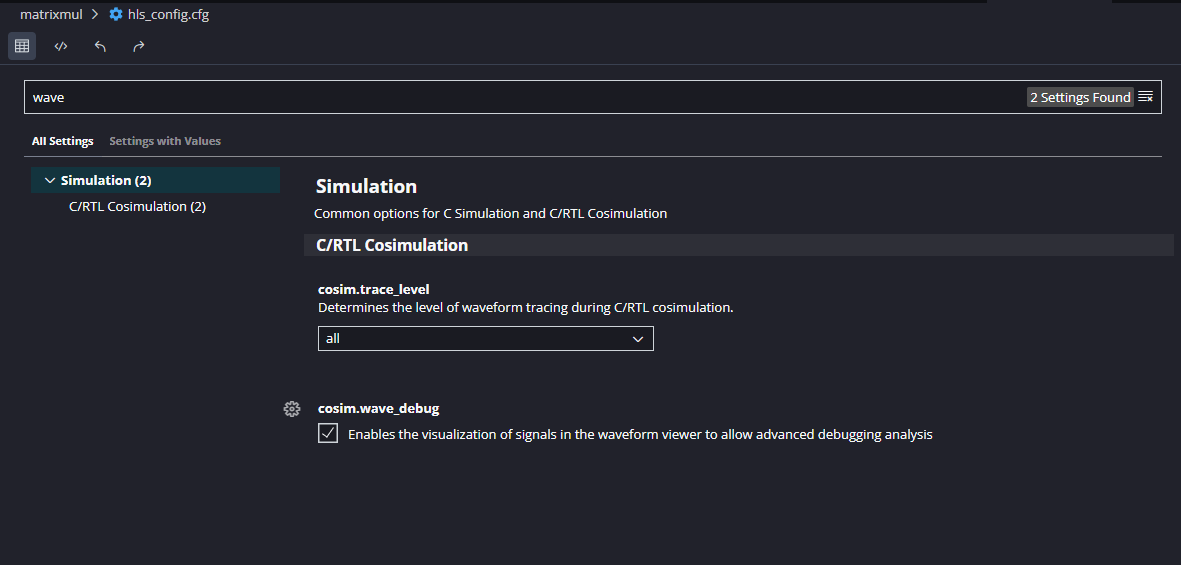 matrixmul > hls_config.cfg
wave
2 Settings Found
All Settings Settings with Values
Simulation (2)
C/RTL Cosimulation (2)
Simulation
Common options for C Simulation and C/RTL Cosimulation
C/RTL Cosimulation
cosim.trace_level
Determines the level of waveform tracing during C/RTL cosimulation.
all
cosim.wave_debug
Enables the visualization of signals in the waveform viewer to allow advanced debugging analysis